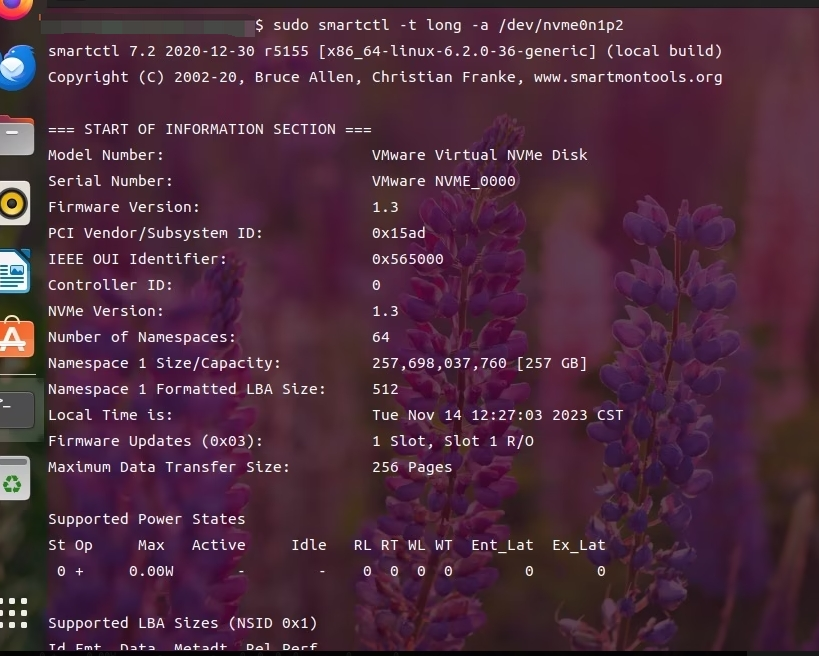 $ sudo smartctl -t long -a /dev/nvme0n1p2
smartctl 7.2 2020-12-30 r5155 [x86_64-linux-6.2.0-36-generic] (local build)
Copyright (C) 2002-20, Bruce Allen, Christian Franke, www.smartmontools.org
=== START OF INFORMATION SECTION ===
Model Number: VMware Virtual NVMe Disk
Serial Number: VMware NVME_0000
Firmware Version: 1.3
PCI Vendor/Subsystem ID: 0x15ad
IEEE OUI Identifier: 0x565000
Controller ID: 0
NVMe Version: 1.3
Number of Namespaces: 64
Namespace 1 Size/Capacity: 257,698,037,760 [257 GB]
Namespace 1 Formatted LBA Size: 512
Local Time is: Tue Nov 14 12:27:03 2023 CST
Firmware Updates (0x03): 1 Slot, Slot 1 R/O
Maximum Data Transfer Size: 256 Pages
Supported Power States
St Op Max Active Idle RL RT WL WT Ent_Lat Ex_Lat
0 + 0.00W - - 0 0 0 0 0 0
Supported LBA Sizes (NSID 0x1)
Id Fmt Data Metadt Rel_Perf